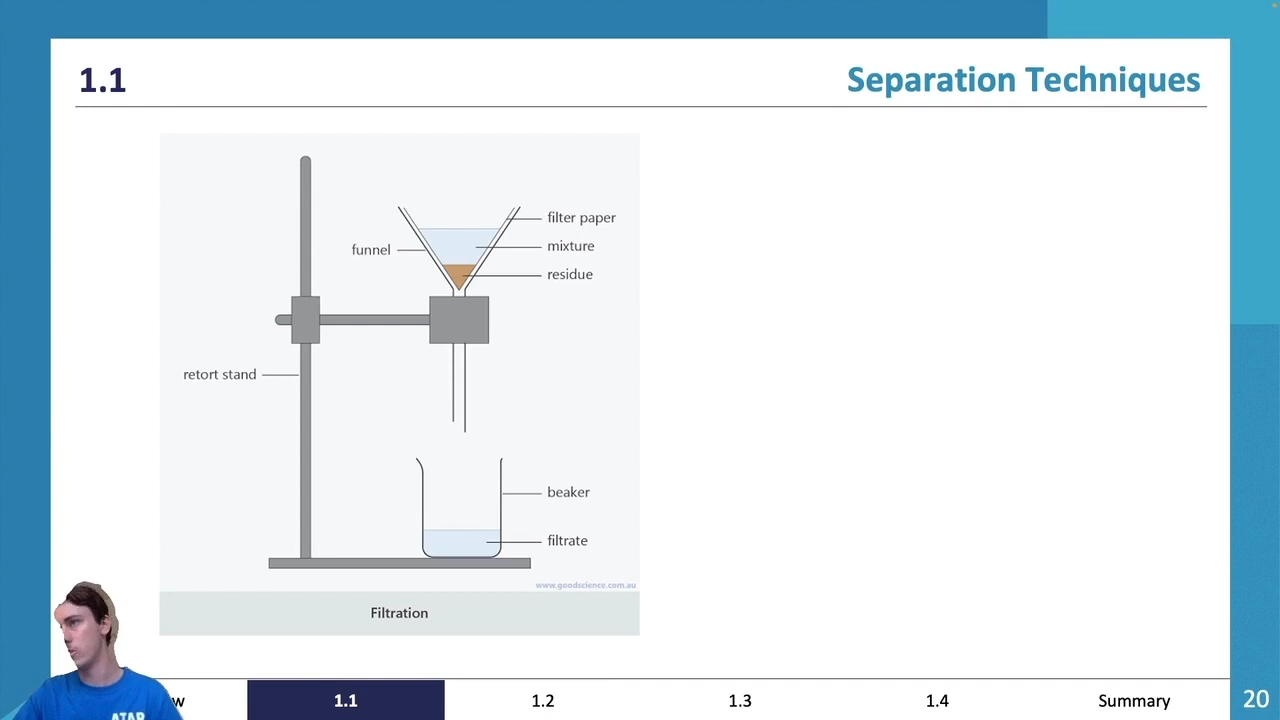 1.1
Separation Techniques
filter paper
funnel
mixture
residue
retort stand
beaker
filtrate
www.goodscience.com.au
Filtration
ATAR
w
1.1
1.2
1.3
1.4
Summary
20